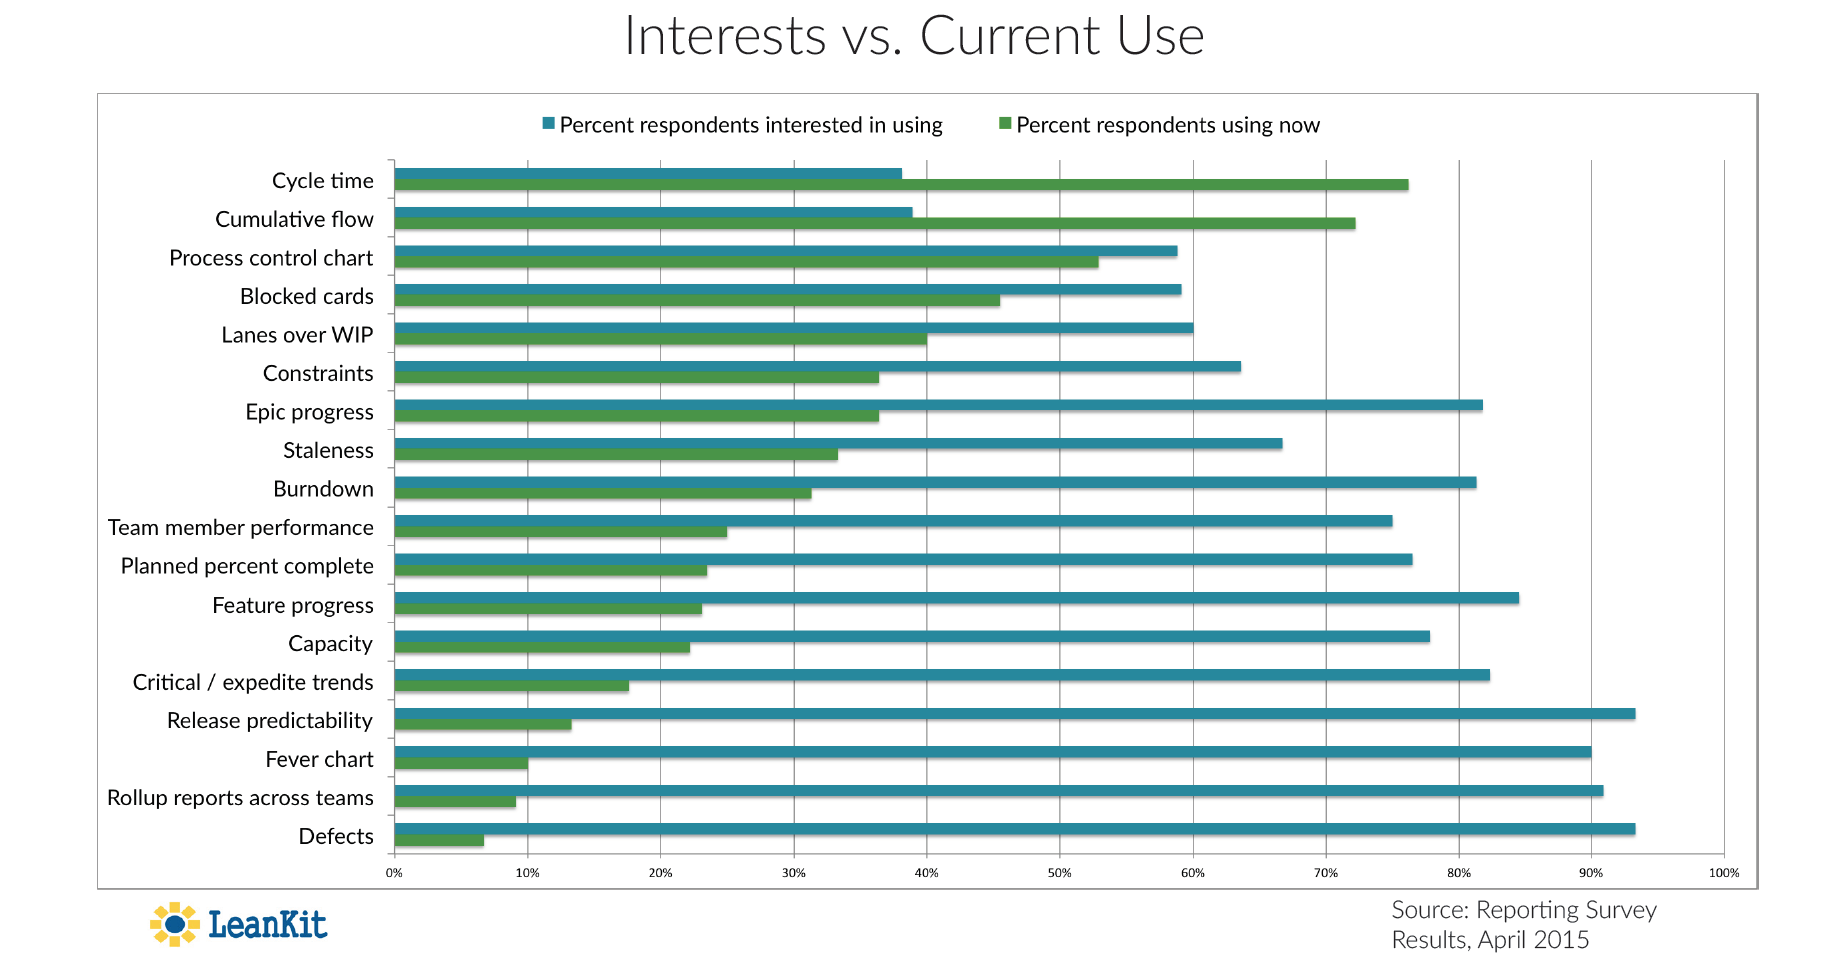 Interests vs. Current Use
Percent respondents interested in using
Percent respondents using now
Cycle time
Cumulative flow
Process control chart
Blocked cards
Lanes over WIP
Constraints
Epic progress
Staleness
Burndown
Team member performance
Planned percent complete
Feature progress
Capacity
Critical / expedite trends
Release predictability
Fever chart
Rollup reports across teams
Defects
0% 10% 20% 30% 40% 50% 60% 70% 80% 90% 100%
LeanKit
Source: Reporting Survey
Results, April 2015